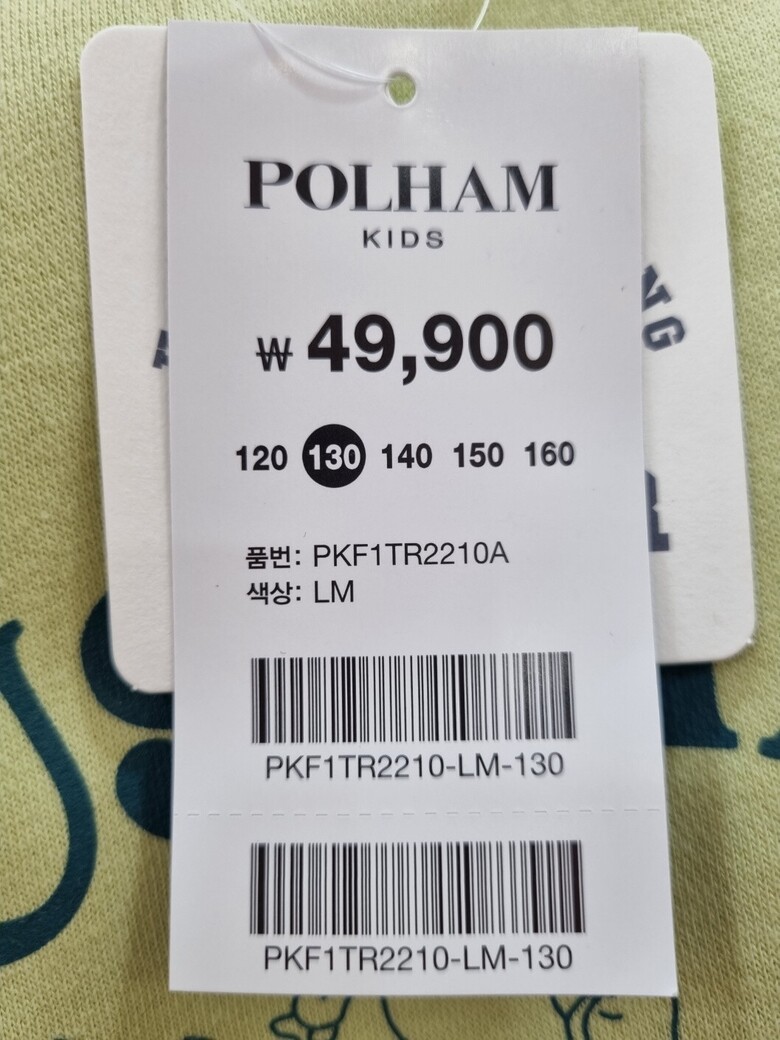 POLHAM
KIDS
₩ 49,900
120 130 140 150 160
품번: PKF1TR2210A
색상: LM
PKF1TR2210-LM-130
PKF1TR2210-LM-130
NG